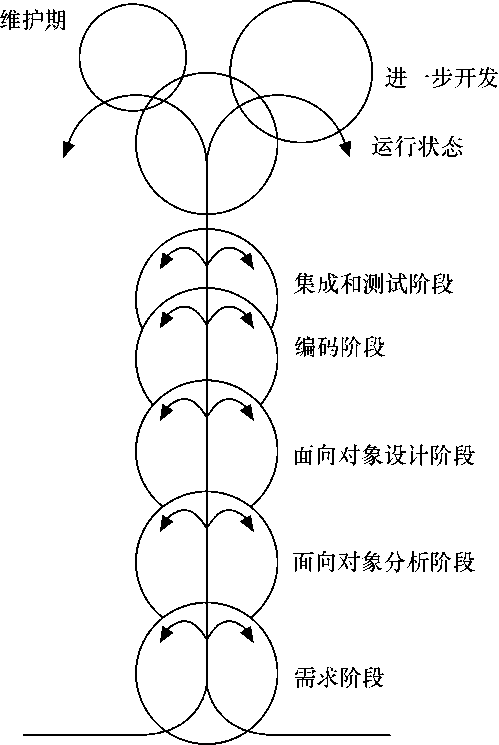 维护期
进一步开发
运行状态
集成和测试阶段
编码阶段
面向对象设计阶段
面向对象分析阶段
需求阶段